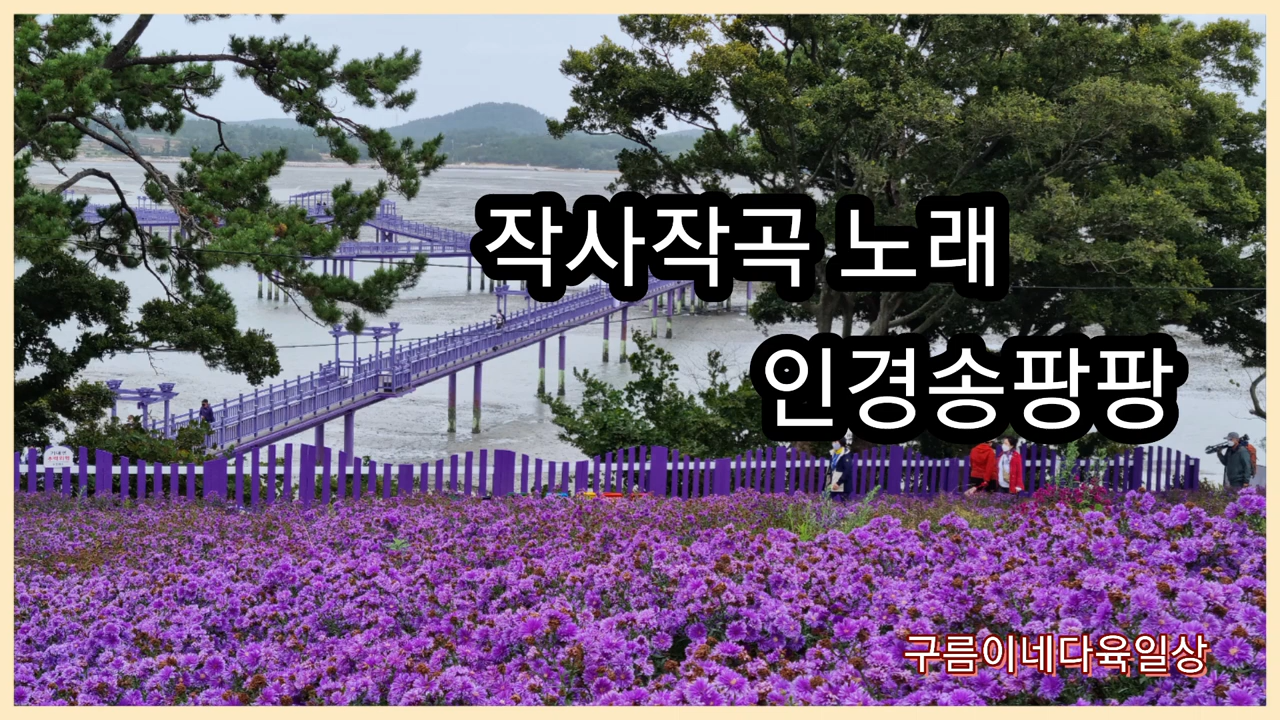 작사작곡 노래
인경송팡팡
구름이네다육일상